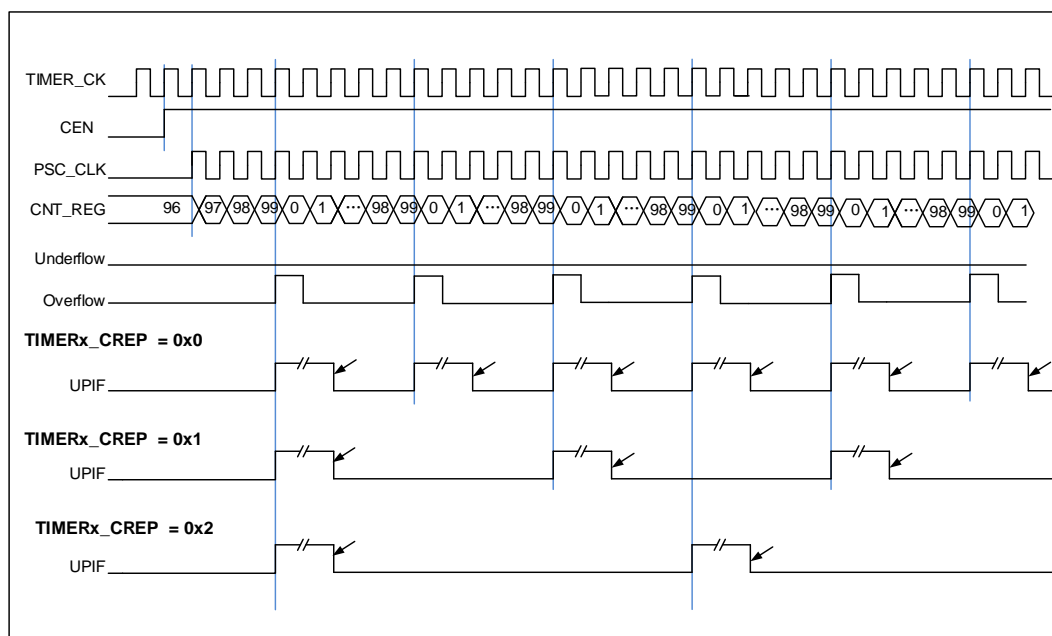 TIMER_CK
CEN
PSC_CLK
CNT_REG 96 97 98 99 0 1 ... 98 99 0 1 ... 98 99 0 1 ... 98 99 0 1 ... 98 99 0 1 ... 98 99 0 1
Underflow
Overflow
TIMERx_CREP = 0x0
UPIF
TIMERx_CREP = 0x1
UPIF
TIMERx_CREP = 0x2
UPIF